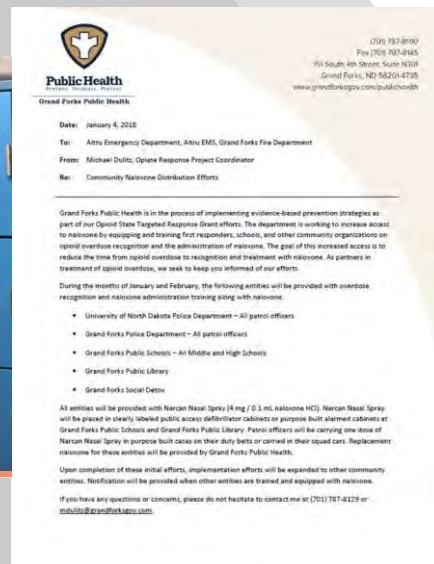 Public Health
Prevent Promote Protect
Grand Forks Public Health
(701) 787-8100
Fax (701) 787-8145
151 South 4th Street, Suite N301
Grand Forks, ND 58201-4735
www.grandforksgov.com/publichealth
Date: January 4, 2018
To: Altru Emergency Department, Altru EMS, Grand Forks Fire Department
From: Michael Dulitz, Opiate Response Project Coordinator
Re: Community Naloxone Distribution Efforts
Grand Forks Public Health is in the process of implementing evidence-based prevention strategies as
part of our Opioid State Targeted Response Grant efforts. The department is working to increase access
to naloxone by equipping and training first responders, schools, and other community organizations on
opioid overdose recognition and the administration of naloxone. The goal of this increased access is to
reduce the time from opioid overdose to recognition and treatment with naloxone. As partners in
treatment of opioid overdose, we seek to keep you informed of our efforts.
During the months of January and February, the following entities will be provided with overdose
recognition and naloxone administration training along with naloxone:
• University of North Dakota Police Department – All patrol officers
• Grand Forks Police Department – All patrol officers
• Grand Forks Public Schools – All Middle and High Schools
• Grand Forks Public Library
• Grand Forks Social Detox
All entities will be provided with Narcan Nasal Spray (4 mg / 0.1 mL naloxone HCl). Narcan Nasal Spray
will be placed in clearly labeled public access defibrillator cabinets or purpose built alarmed cabinets at
Grand Forks Public Schools and Grand Forks Public Library. Patrol officers will be carrying one dose of
Narcan Nasal Spray in purpose built cases on their duty belts or carried in their squad cars. Replacement
naloxone for these entities will be provided by Grand Forks Public Health.
Upon completion of these initial efforts, implementation efforts will be expanded to other community
entities. Notification will be provided when other entities are trained and equipped with naloxone.
If you have any questions or concerns, please do not hesitate to contact me at (701) 787-8129 or
mdulitz@grandforksgov.com.